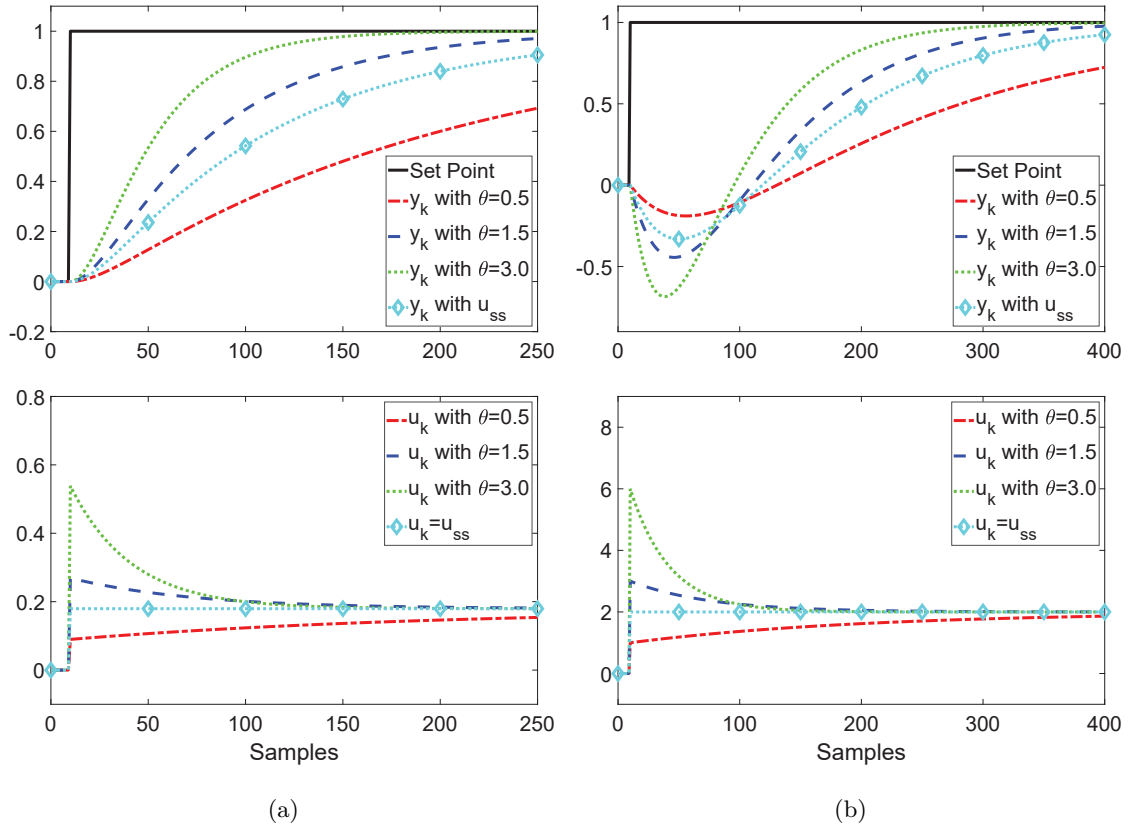 1
0.8
0.6
0.4
0.2
0
-0.2
Set Point
y_k with θ=0.5
y_k with θ=1.5
y_k with θ=3.0
y_k with u_ss
0 50 100 150 200 250
1
0.5
0
-0.5
Set Point
y_k with θ=0.5
y_k with θ=1.5
y_k with θ=3.0
y_k with u_ss
0 100 200 300 400
0.8
0.6
0.4
0.2
0
u_k with θ=0.5
u_k with θ=1.5
u_k with θ=3.0
u_k=u_ss
0 50 100 150 200 250
Samples
(a)
8
6
4
2
0
u_k with θ=0.5
u_k with θ=1.5
u_k with θ=3.0
u_k=u_ss
0 100 200 300 400
Samples
(b)